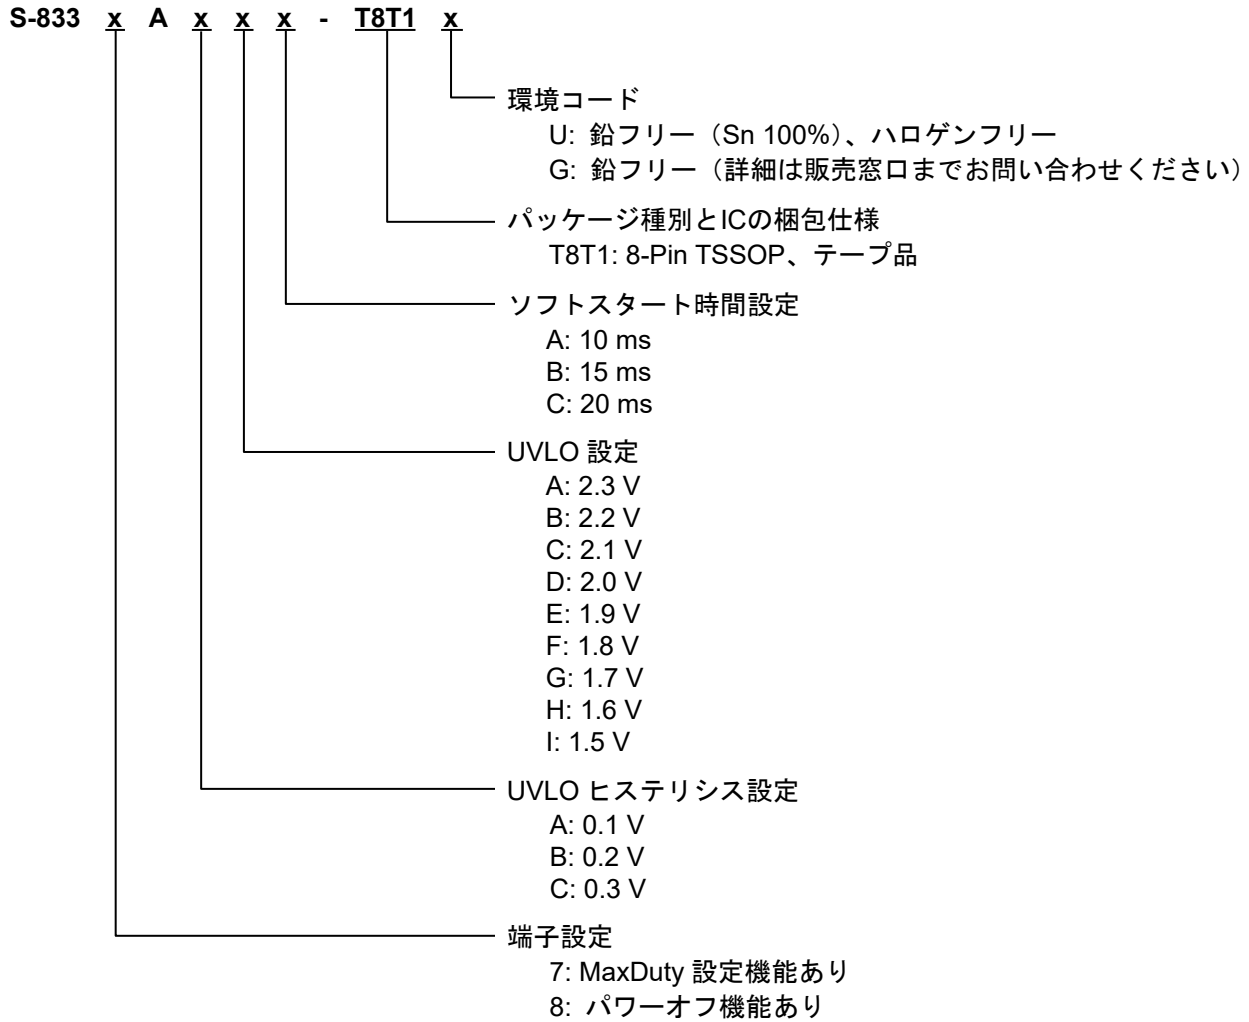 S-833 x A x x x - T8T1 x
環境コード
U: 鉛フリー（Sn 100%）、ハロゲンフリー
G: 鉛フリー（詳細は販売窓口までお問い合わせください）
パッケージ種別とICの梱包仕様
T8T1: 8-Pin TSSOP、テープ品
ソフトスタート時間設定
A: 10 ms
B: 15 ms
C: 20 ms
UVLO 設定
A: 2.3 V
B: 2.2 V
C: 2.1 V
D: 2.0 V
E: 1.9 V
F: 1.8 V
G: 1.7 V
H: 1.6 V
I: 1.5 V
UVLO ヒステリシス設定
A: 0.1 V
B: 0.2 V
C: 0.3 V
端子設定
7: MaxDuty 設定機能あり
8: パワーオフ機能あり